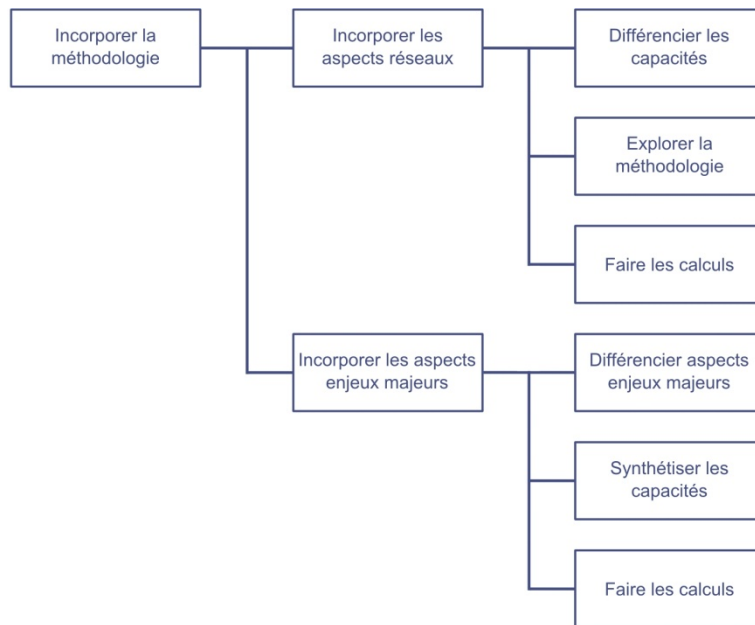 Incorporer la
méthodologie
Incorporer les
aspects réseaux
Différencier les
capacités
Explorer la
méthodologie
Faire les calculs
Incorporer les aspects
enjeux majeurs
Différencier aspects
enjeux majeurs
Synthétiser les
capacités
Faire les calculs